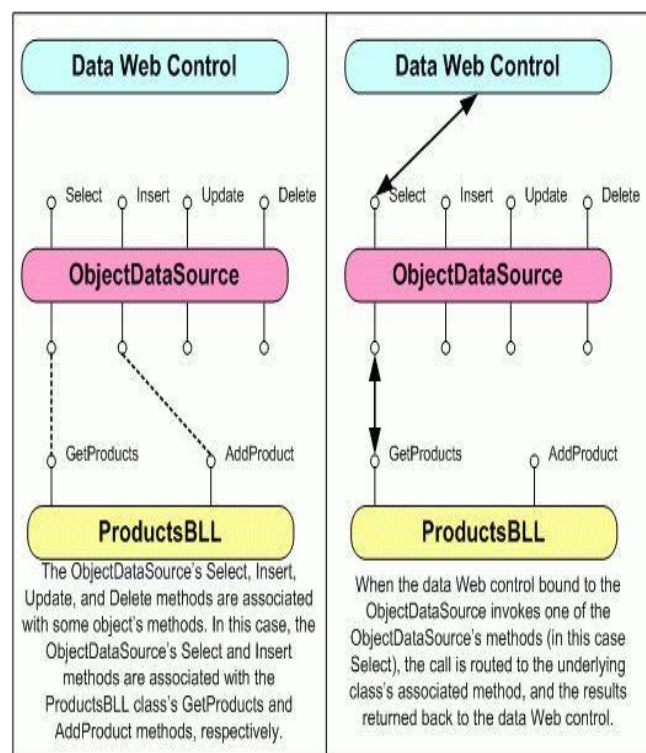 Data Web Control
Select Insert Update Delete
ObjectDataSource
GetProducts AddProduct
ProductsBLL
The ObjectDataSource's Select, Insert,
Update, and Delete methods are associated
with some object's methods. In this case, the
ObjectDataSource's Select and Insert
methods are associated with the
ProductsBLL class's GetProducts and
AddProduct methods, respectively.
Data Web Control
Select Insert Update Delete
ObjectDataSource
GetProducts AddProduct
ProductsBLL
When the data Web control bound to the
ObjectDataSource invokes one of the
ObjectDataSource's methods (in this case
Select), the call is routed to the underlying
class's associated method, and the results
returned back to the data Web control.